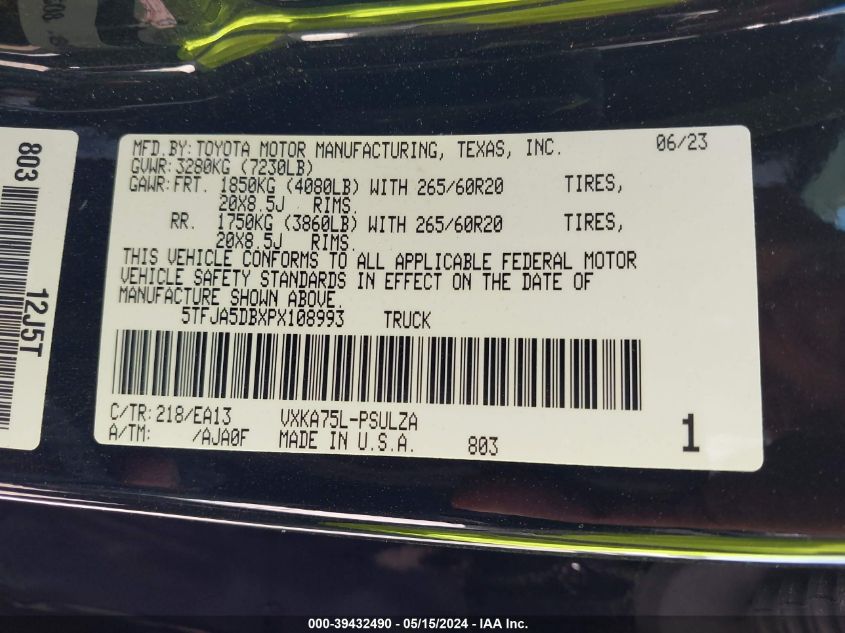 803
12J5T
MFD.BY:TOYOTA MOTOR MANUFACTURING, TEXAS, INC. 06/23
GVWR:3280KG (7230LB)
GAWR:FRT. 1850KG (4080LB) WITH 265/60R20 TIRES,
20X8.5J RIMS.
RR. 1750KG (3860LB) WITH 265/60R20 TIRES,
20X8.5J RIMS.
THIS VEHICLE CONFORMS TO ALL APPLICABLE FEDERAL MOTOR
VEHICLE SAFETY STANDARDS IN EFFECT ON THE DATE OF
MANUFACTURE SHOWN ABOVE.
5TFJA5DBXPX108993 TRUCK
C/TR:218/EA13 VXKA75L-PSULZA
A/TM: /AJA0F MADE IN U.S.A. 803 1
000-39432490 - 05/15/2024 - IAA Inc.